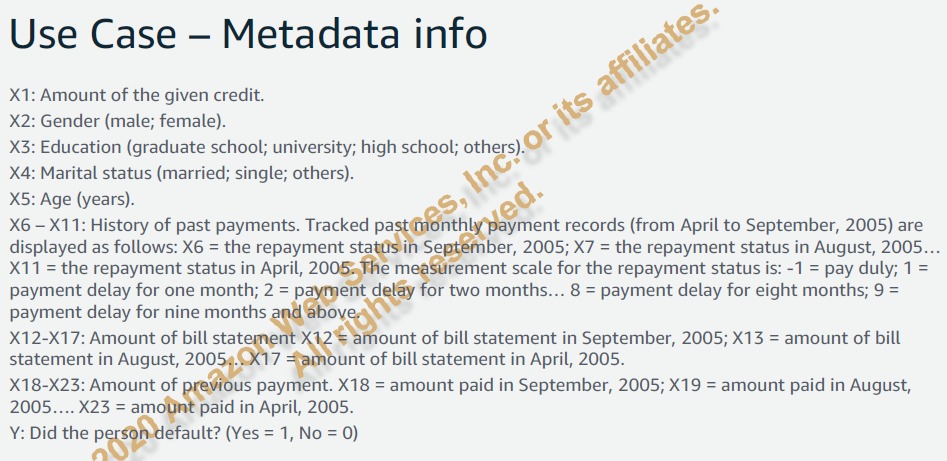 Use Case – Metadata info
X1: Amount of the given credit.
X2: Gender (male; female).
X3: Education (graduate school; university; high school; others).
X4: Marital status (married; single; others).
X5: Age (years).
X6 – X11: History of past payments. Tracked past monthly payment records (from April to September, 2005) are
displayed as follows: X6 = the repayment status in September, 2005; X7 = the repayment status in August, 2005…
X11 = the repayment status in April, 2005. The measurement scale for the repayment status is: -1 = pay duly; 1 =
payment delay for one month; 2 = payment delay for two months… 8 = payment delay for eight months; 9 =
payment delay for nine months and above.
X12-X17: Amount of bill statement X12 = amount of bill statement in September, 2005; X13 = amount of bill
statement in August, 2005… X17 = amount of bill statement in April, 2005.
X18-X23: Amount of previous payment. X18 = amount paid in September, 2005; X19 = amount paid in August,
2005…. X23 = amount paid in April, 2005.
Y: Did the person default? (Yes = 1, No = 0)
2020 Amazon Web Services, Inc. or its affiliates.
All rights reserved.